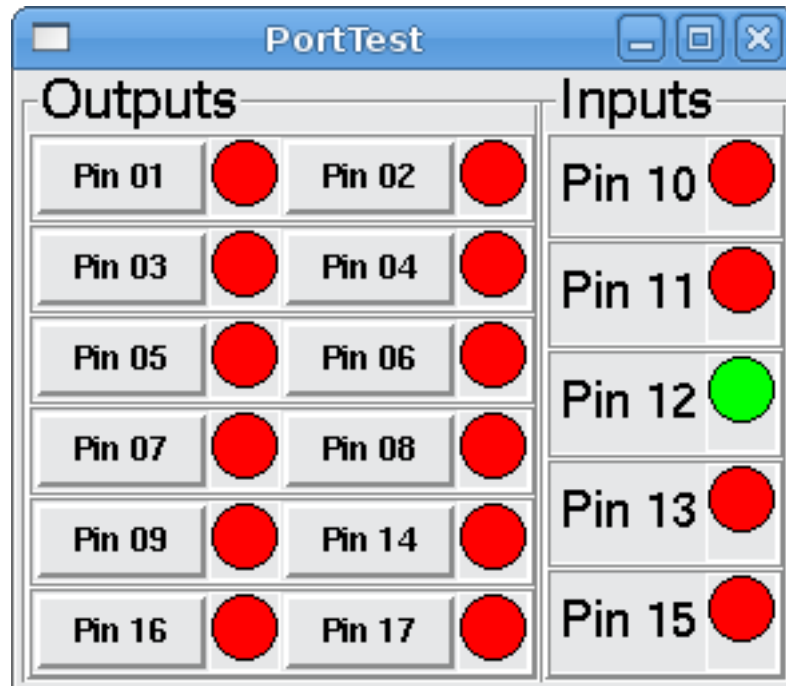 PortTest
Outputs
Pin 01 Pin 02
Pin 03 Pin 04
Pin 05 Pin 06
Pin 07 Pin 08
Pin 09 Pin 14
Pin 16 Pin 17
Inputs
Pin 10
Pin 11
Pin 12
Pin 13
Pin 15